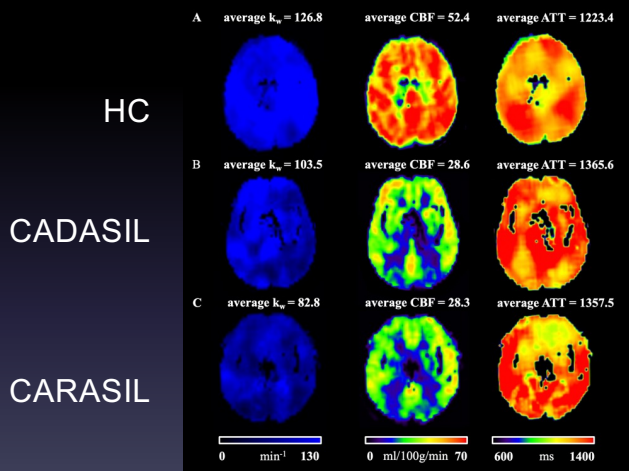 A average kw = 126.8 average CBF = 52.4 average ATT = 1223.4
HC
B average kw = 103.5 average CBF = 28.6 average ATT = 1365.6
CADASIL
C average kw = 82.8 average CBF = 28.3 average ATT = 1357.5
CARASIL
0 min⁻¹ 130 0 ml/100g/min 70 600 ms 1400